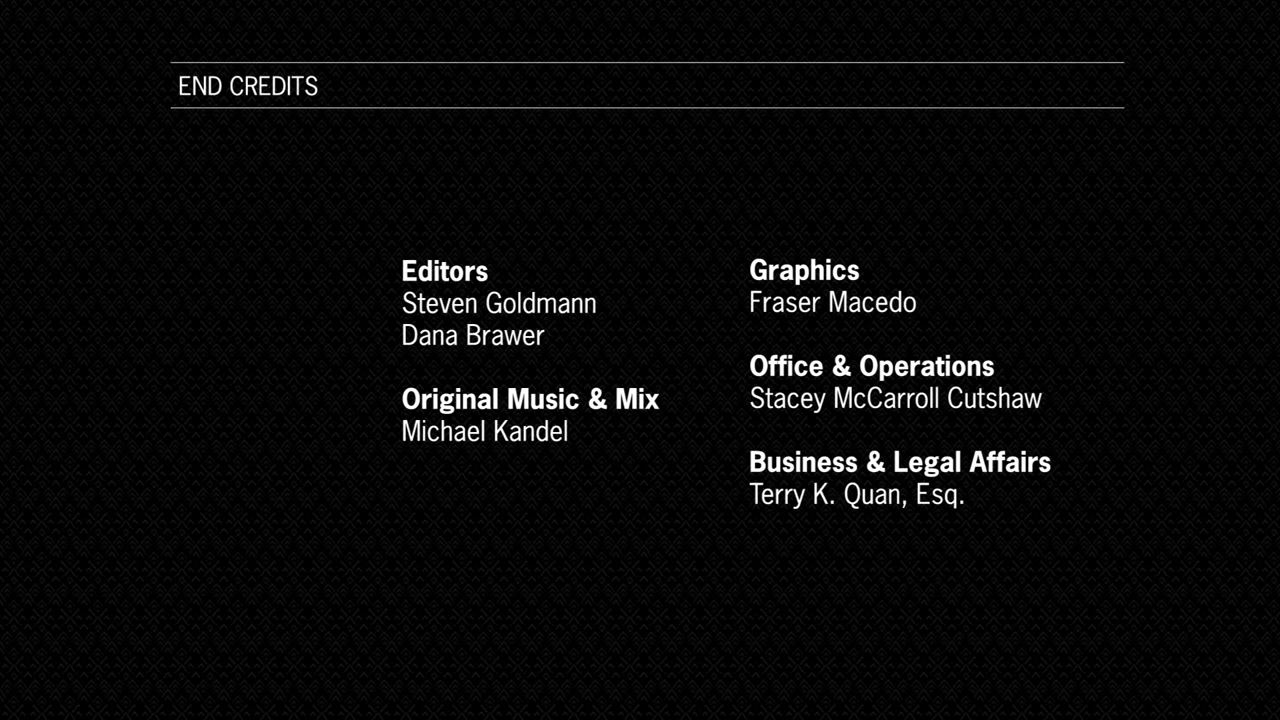 END CREDITS
Editors
Steven Goldmann
Dana Brawer
Original Music & Mix
Michael Kandel
Graphics
Fraser Macedo
Office & Operations
Stacey McCarroll Cutshaw
Business & Legal Affairs
Terry K. Quan, Esq.